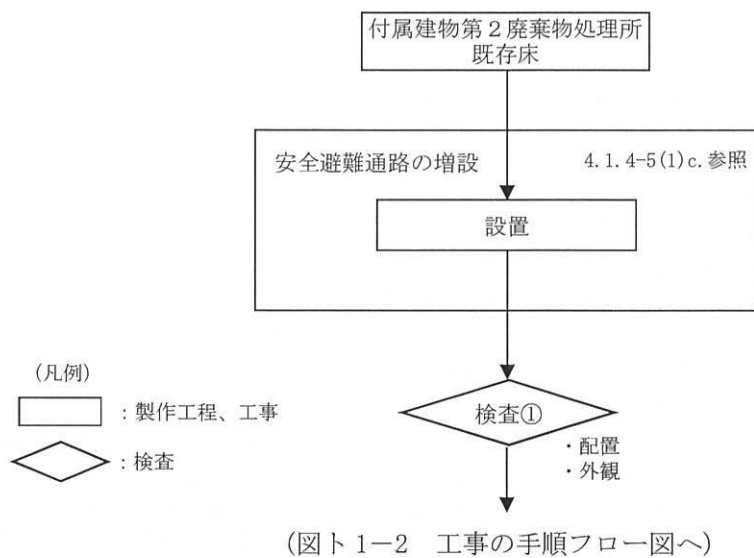 付属建物第２廃棄物処理所
既存床
安全避難通路の増設
4.1.4-5(1)c.参照
設置
(凡例)
：製作工程、工事
：検査
検査①
・配置
・外観
(図ト1－2　工事の手順フロー図へ)